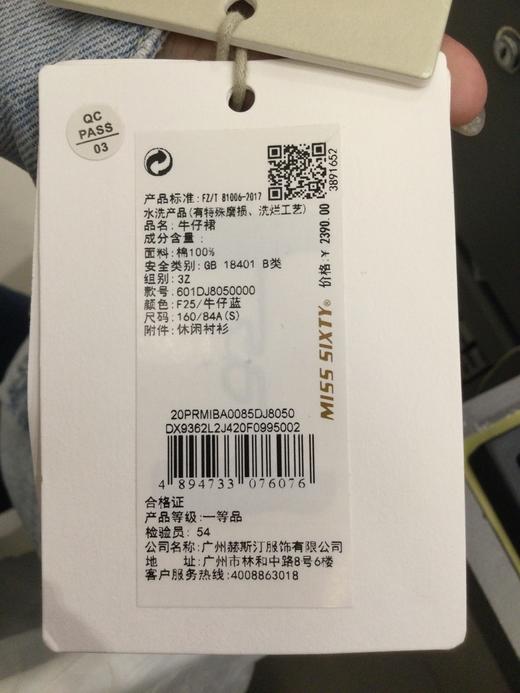 QC
PASS
03
3891652
产品标准: FZ/T 81006-2017
水洗产品(有特殊磨损、洗烂工艺)
品名: 牛仔裙
成分含量:
面料: 棉100%
安全类别: GB 18401 B类
组别: 3Z
款号: 601DJ8050000
颜色: F25/牛仔蓝
尺码: 160/84A(S)
附件: 休闲衬衫
价格: ¥ 2390.00
MISS SIXTY®
20PRMIBA0085DJ8050
DX9362L2J420F0995002
4 894733 076076
合格证
产品等级: 一等品
检验员: 54
公司名称: 广州赫斯汀服饰有限公司
地 址: 广州市林和中路8号6楼
客户服务热线: 4008863018